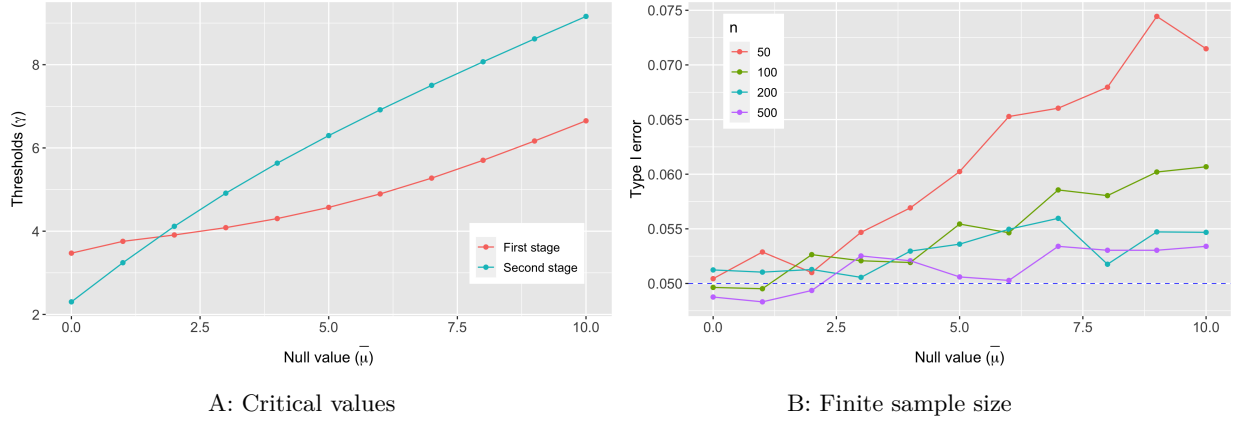 Thresholds (γ)
8
6
4
2
0.0 2.5 5.0 7.5 10.0
Null value (μ̅)
First stage
Second stage
A: Critical values
Type I error
0.075
0.070
0.065
0.060
0.055
0.050
n
50
100
200
500
0.0 2.5 5.0 7.5 10.0
Null value (μ̅)
B: Finite sample size